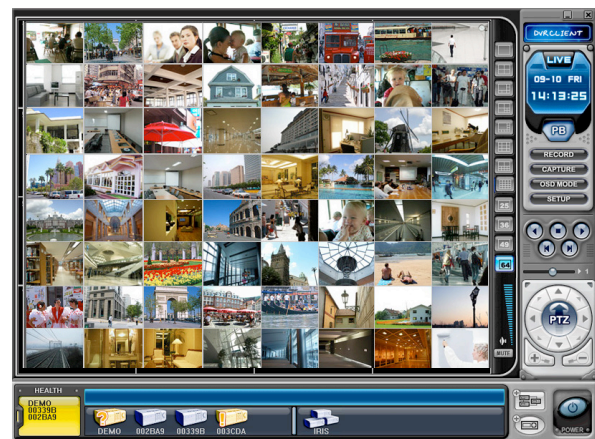 DVRCLIENT
LIVE
09-10 FRI
14:13:25
PB
RECORD
CAPTURE
OSD MODE
SETUP
25
36
49
64
1
PTZ
MUTE
HEALTH
DEMO
00339B
002BA9
DEMO 002BA9 00339B 003CDA IRIS
POWER